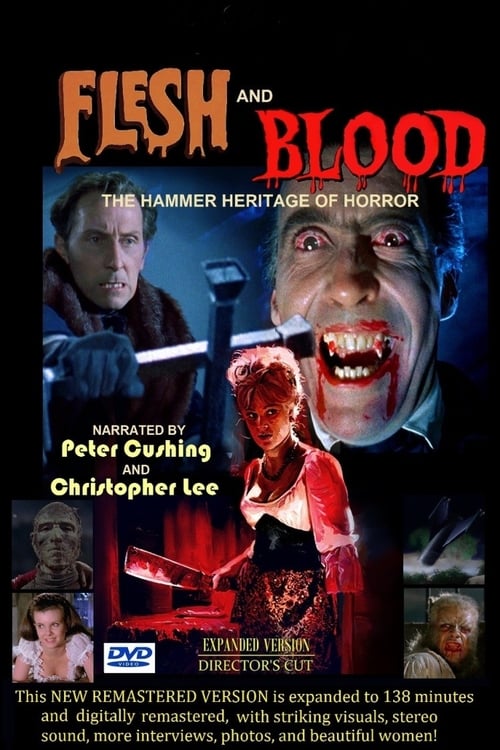 FLESH AND
BLOOD
THE HAMMER HERITAGE OF HORROR
NARRATED BY
Peter Cushing
AND
Christopher Lee
DVD
VIDEO
EXPANDED VERSION
DIRECTOR'S CUT
This NEW REMASTERED VERSION is expanded to 138 minutes
and digitally remastered, with striking visuals, stereo
sound, more interviews, photos, and beautiful women!